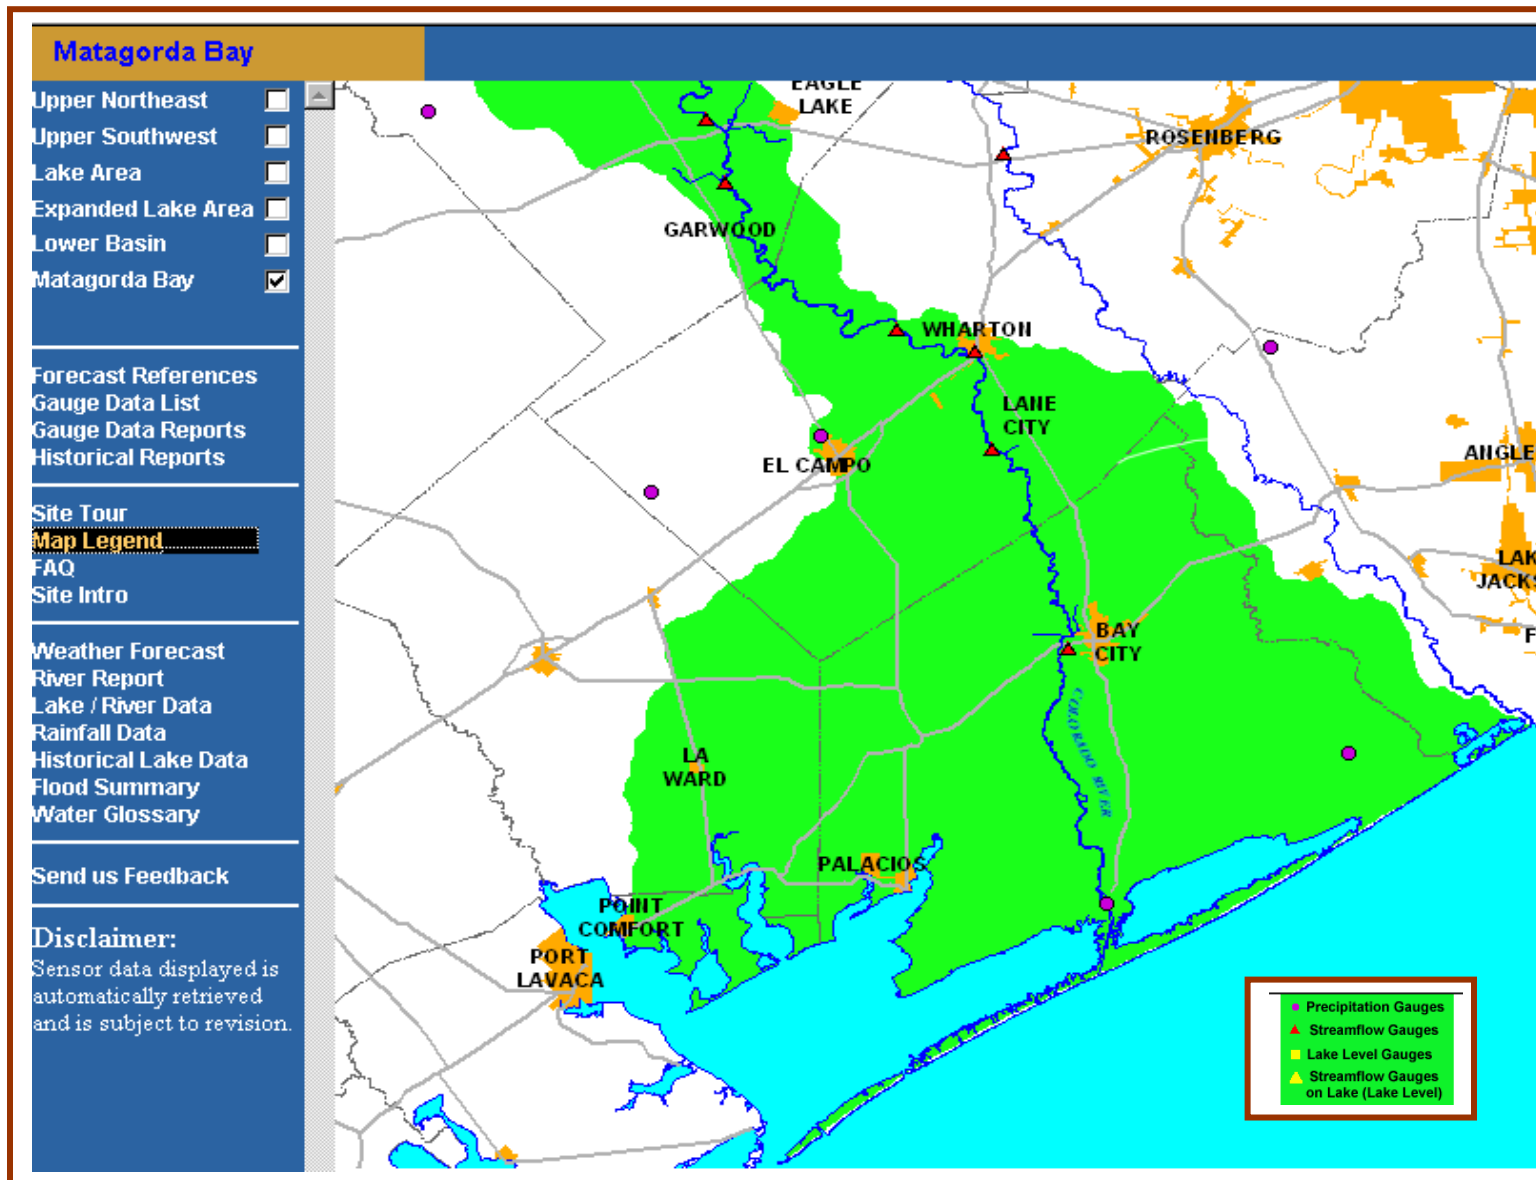 Matagorda Bay
Upper Northeast
Upper Southwest
Lake Area
Expanded Lake Area
Lower Basin
Matagorda Bay
Forecast References
Gauge Data List
Gauge Data Reports
Historical Reports
Site Tour
Map Legend
FAQ
Site Intro
Weather Forecast
River Report
Lake / River Data
Rainfall Data
Historical Lake Data
Flood Summary
Water Glossary
Send us Feedback
Disclaimer:
Sensor data displayed is
automatically retrieved
and is subject to revision.
EAGLE
LAKE
ROSENBERG
GARWOOD
WHARTON
LANE
CITY
EL CAMPO
ANGLE
LAK
JACKS
F
BAY
CITY
COLORADO RIVER
LA
WARD
PALACIOS
POINT
COMFORT
PORT
LAVACA
Precipitation Gauges
Streamflow Gauges
Lake Level Gauges
Streamflow Gauges
on Lake (Lake Level)